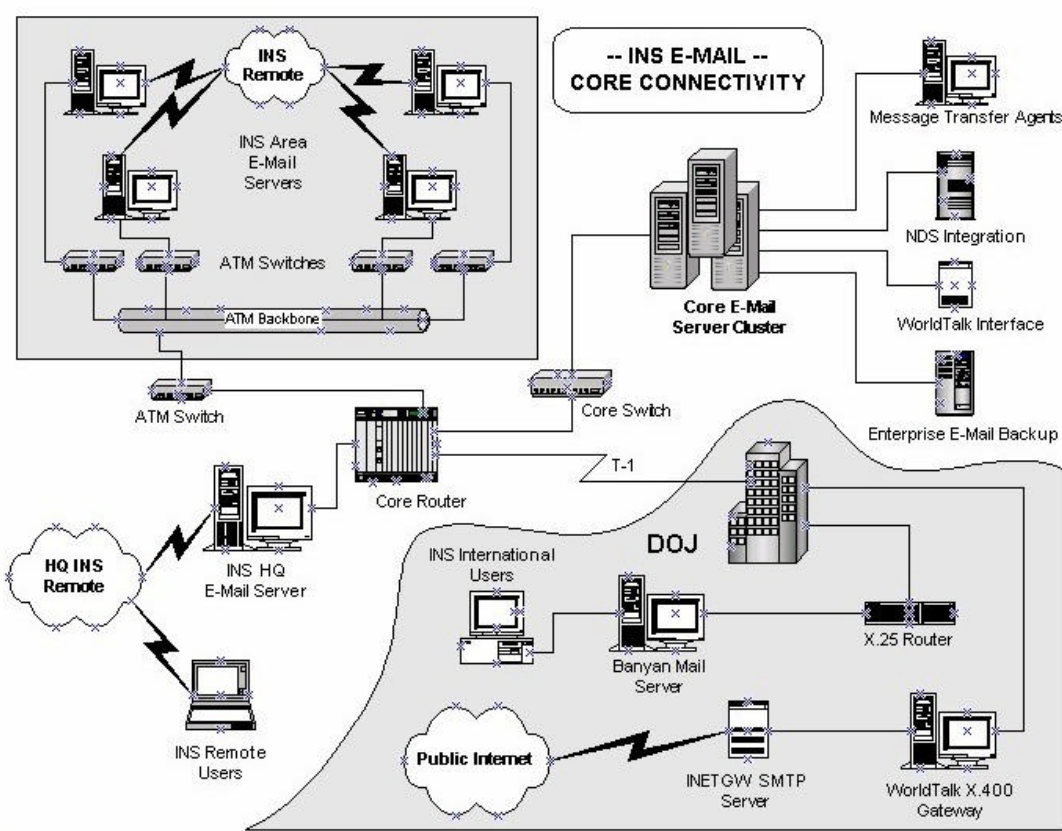 -- INS E-MAIL --
CORE CONNECTIVITY
INS
Remote
INS Area
E-Mail
Servers
ATM Switches
ATM Backbone
ATM Switch
Message Transfer Agents
NDS Integration
WorldTalk Interface
Enterprise E-Mail Backup
Core E-Mail
Server Cluster
Core Switch
Core Router
T-1
HQ INS
Remote
INS HQ
E-Mail Server
INS Remote
Users
DOJ
INS International
Users
Banyan Mail
Server
X.25 Router
Public Internet
INETGW SMTP
Server
WorldTalk X.400
Gateway